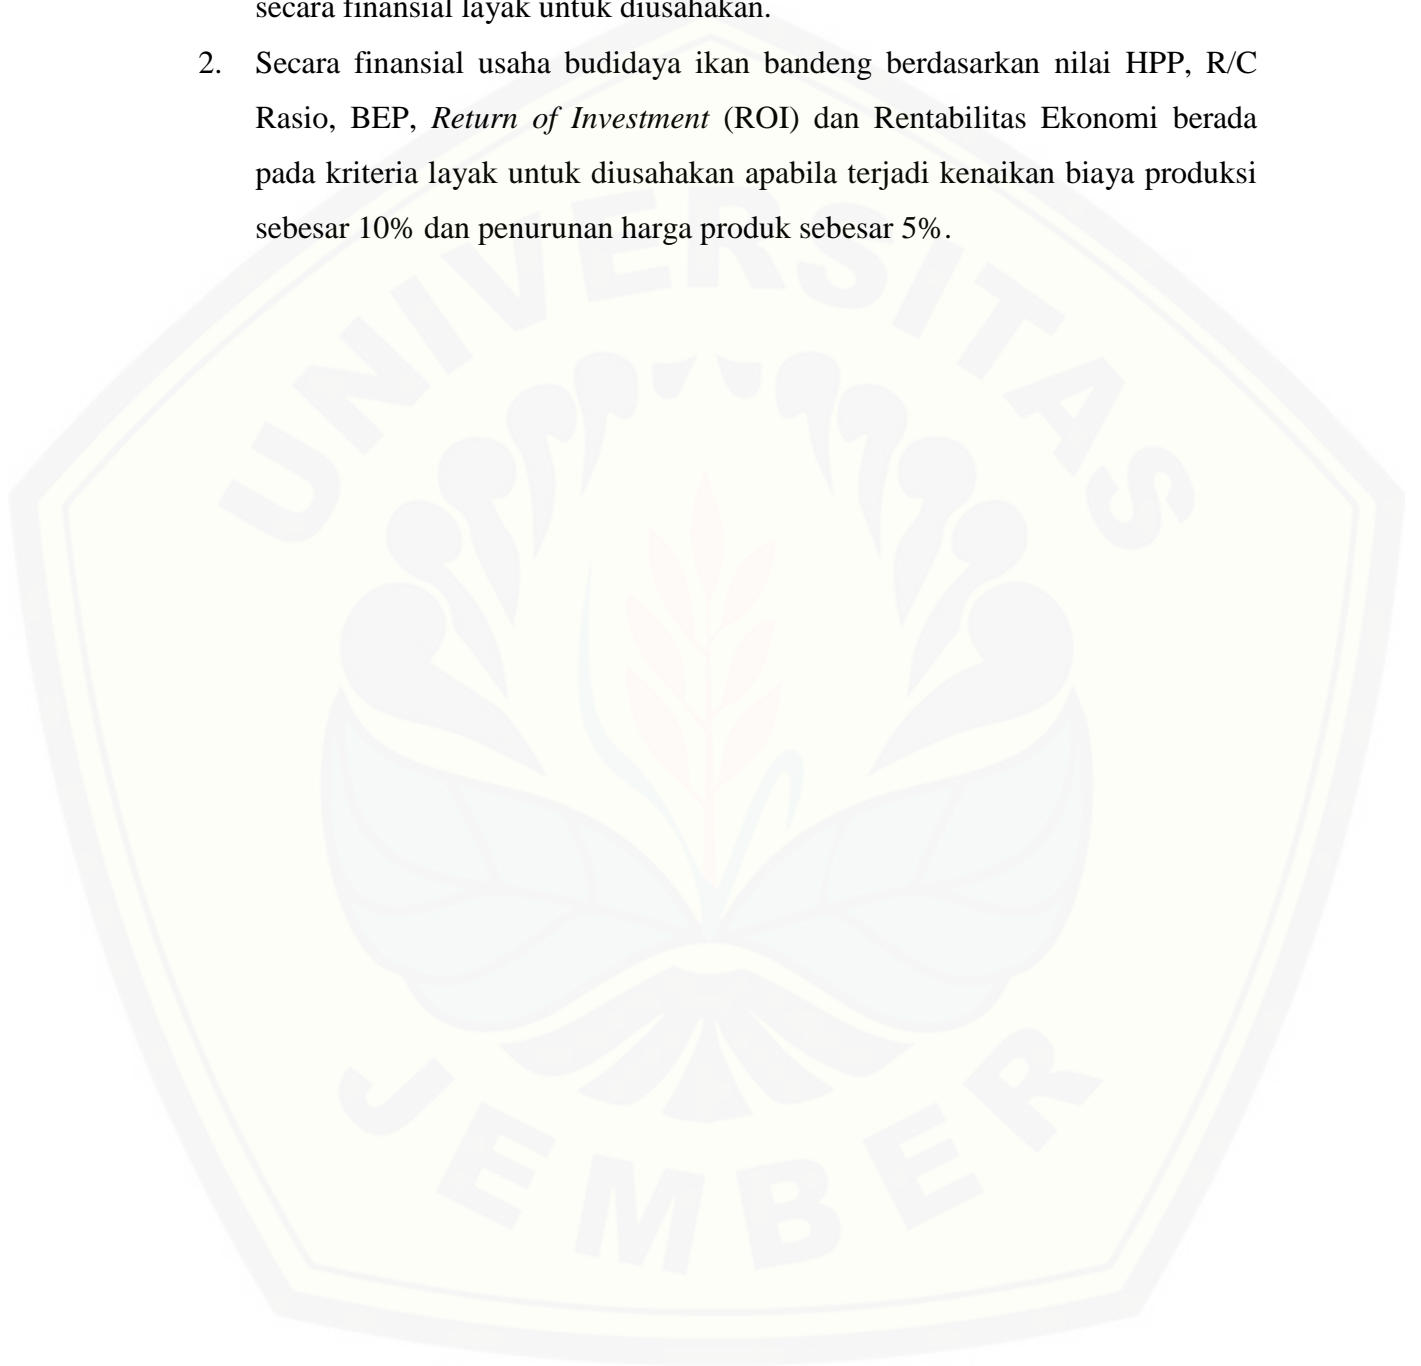 secara finansial layak untuk diusahakan.
2. Secara finansial usaha budidaya ikan bandeng berdasarkan nilai HPP, R/C
Rasio, BEP, Return of Investment (ROI) dan Rentabilitas Ekonomi berada
pada kriteria layak untuk diusahakan apabila terjadi kenaikan biaya produksi
sebesar 10% dan penurunan harga produk sebesar 5%.
UNIVERSITAS
JEMBER